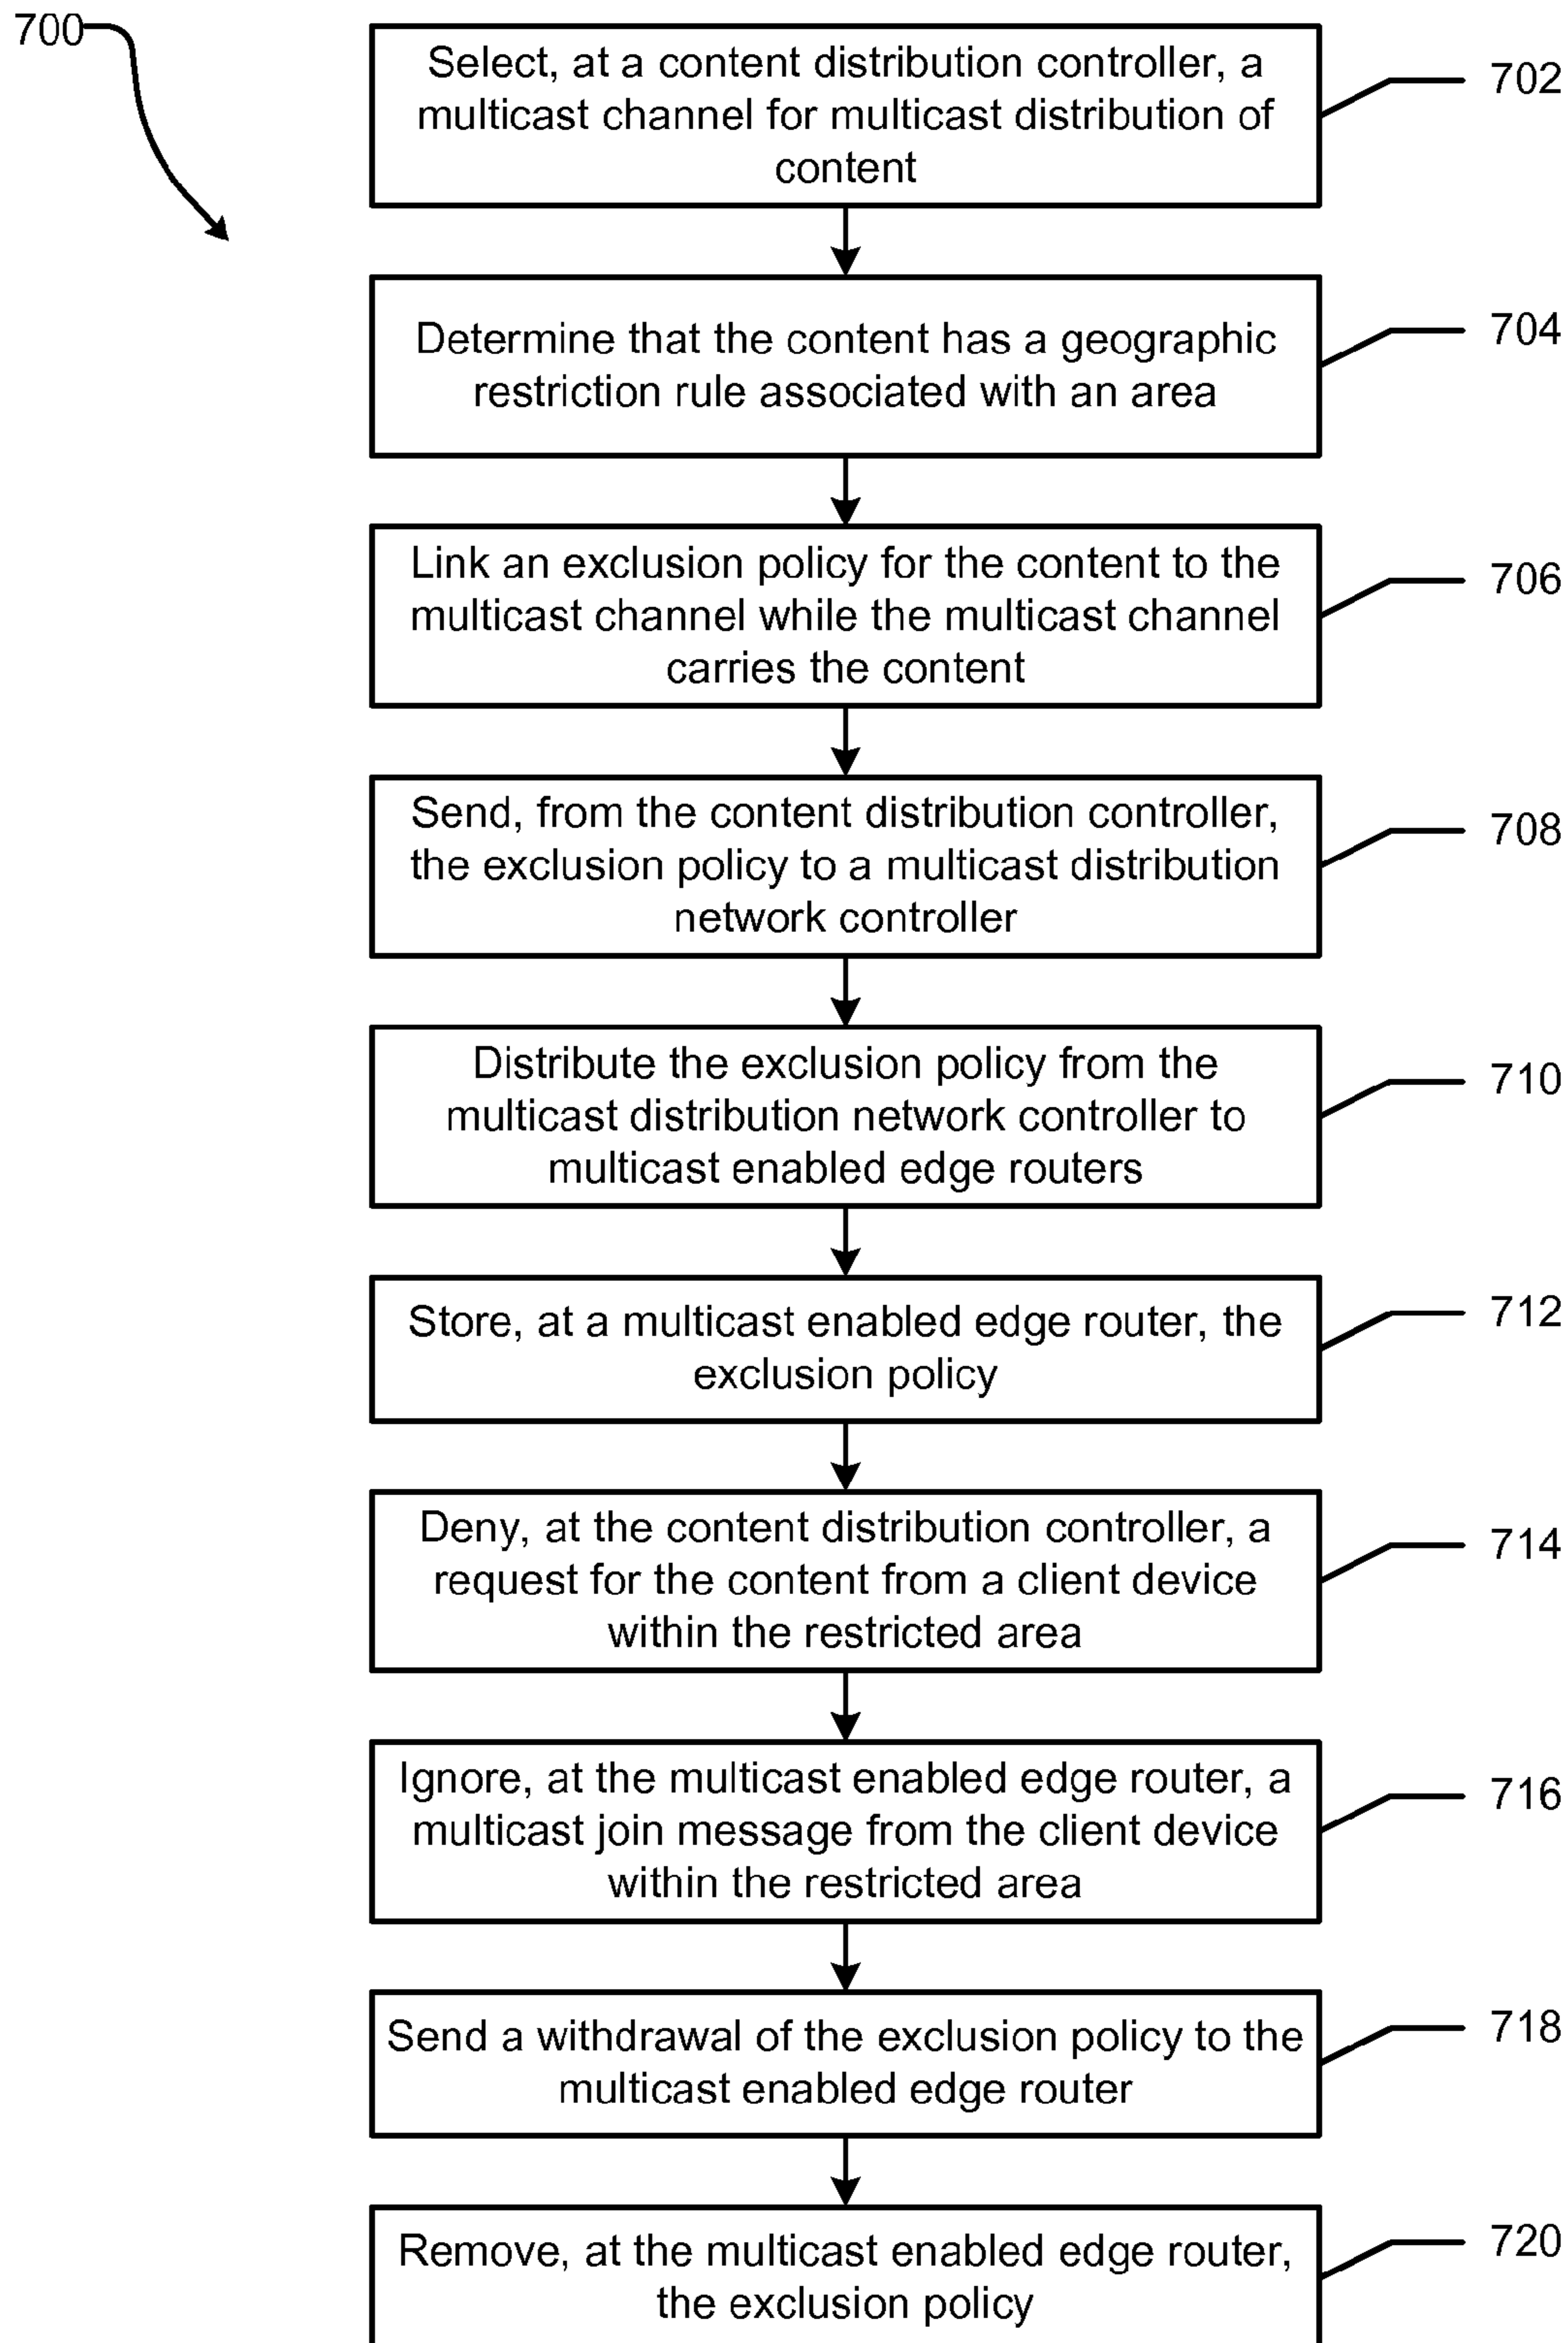 700
Select, at a content distribution controller, a
multicast channel for multicast distribution of
content
702
Determine that the content has a geographic
restriction rule associated with an area
704
Link an exclusion policy for the content to the
multicast channel while the multicast channel
carries the content
706
Send, from the content distribution controller,
the exclusion policy to a multicast distribution
network controller
708
Distribute the exclusion policy from the
multicast distribution network controller to
multicast enabled edge routers
710
Store, at a multicast enabled edge router, the
exclusion policy
712
Deny, at the content distribution controller, a
request for the content from a client device
within the restricted area
714
Ignore, at the multicast enabled edge router, a
multicast join message from the client device
within the restricted area
716
Send a withdrawal of the exclusion policy to the
multicast enabled edge router
718
Remove, at the multicast enabled edge router,
the exclusion policy
720